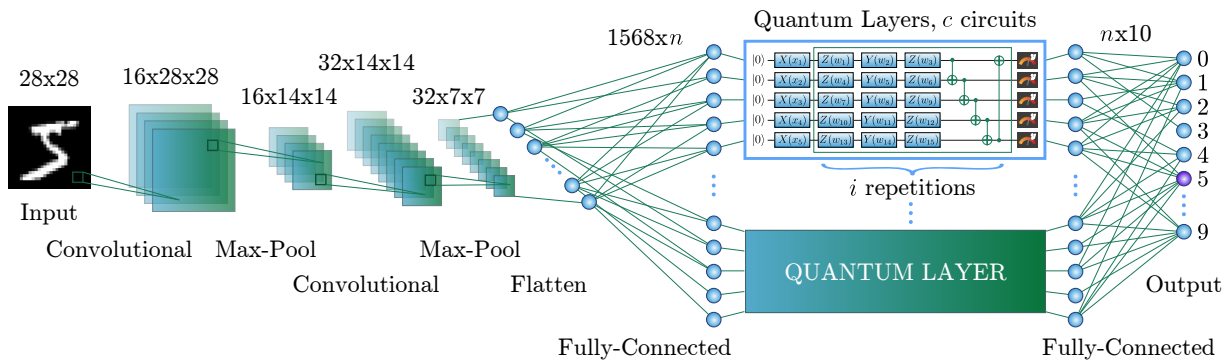 Quantum Layers, c circuits
1568xn
nx10
28x28
16x28x28
16x14x14
32x14x14
32x7x7
|0⟩ X(x₁) Z(w₁) Y(w₂) Z(w₃)
|0⟩ X(x₂) Z(w₄) Y(w₅) Z(w₆)
|0⟩ X(x₃) Z(w₇) Y(w₈) Z(w₉)
|0⟩ X(x₄) Z(w₁₀) Y(w₁₁) Z(w₁₂)
|0⟩ X(x₅) Z(w₁₃) Y(w₁₄) Z(w₁₅)
i repetitions
0
1
2
3
4
5
9
Input
Convolutional
Max-Pool
Convolutional
Max-Pool
Flatten
QUANTUM LAYER
Output
Fully-Connected
Fully-Connected